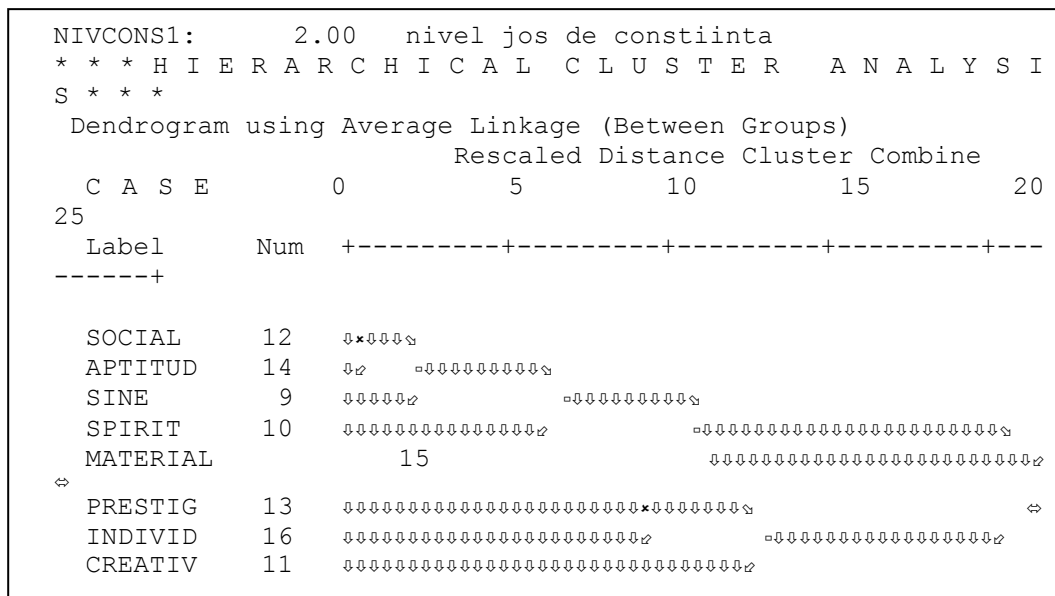 NIVCONS1: 2.00 nivel jos de constiinta
* * * H I E R A R C H I C A L C L U S T E R A N A L Y S I
S * * *
Dendrogram using Average Linkage (Between Groups)
Rescaled Distance Cluster Combine
C A S E 0 5 10 15 20
25
Label Num +---------+---------+---------+---------+---
------+
SOCIAL 12 ⇩×⇩⇩⇩⬂
APTITUD 14 ⇩⬃ ▫⇩⇩⇩⇩⇩⇩⇩⇩⇩⬂
SINE 9 ⇩⇩⇩⇩⇩⬃ ▫⇩⇩⇩⇩⇩⇩⇩⇩⇩⬂
SPIRIT 10 ⇩⇩⇩⇩⇩⇩⇩⇩⇩⇩⇩⇩⇩⇩⇩⬃ ▫⇩⇩⇩⇩⇩⇩⇩⇩⇩⇩⇩⇩⇩⇩⇩⇩⇩⇩⇩⇩⇩⇩⇩⬂
MATERIAL 15 ⇩⇩⇩⇩⇩⇩⇩⇩⇩⇩⇩⇩⇩⇩⇩⇩⇩⇩⇩⇩⇩⇩⇩⇩⇩⬃
⬄
PRESTIG 13 ⇩⇩⇩⇩⇩⇩⇩⇩⇩⇩⇩⇩⇩⇩⇩⇩⇩⇩⇩⇩⇩⇩⇩×⇩⇩⇩⇩⇩⇩⇩⬂ ⬄
INDIVID 16 ⇩⇩⇩⇩⇩⇩⇩⇩⇩⇩⇩⇩⇩⇩⇩⇩⇩⇩⇩⇩⇩⇩⇩⬃ ▫⇩⇩⇩⇩⇩⇩⇩⇩⇩⇩⇩⇩⇩⇩⇩⇩⇩⬃
CREATIV 11 ⇩⇩⇩⇩⇩⇩⇩⇩⇩⇩⇩⇩⇩⇩⇩⇩⇩⇩⇩⇩⇩⇩⇩⇩⇩⇩⇩⇩⇩⇩⇩⬃